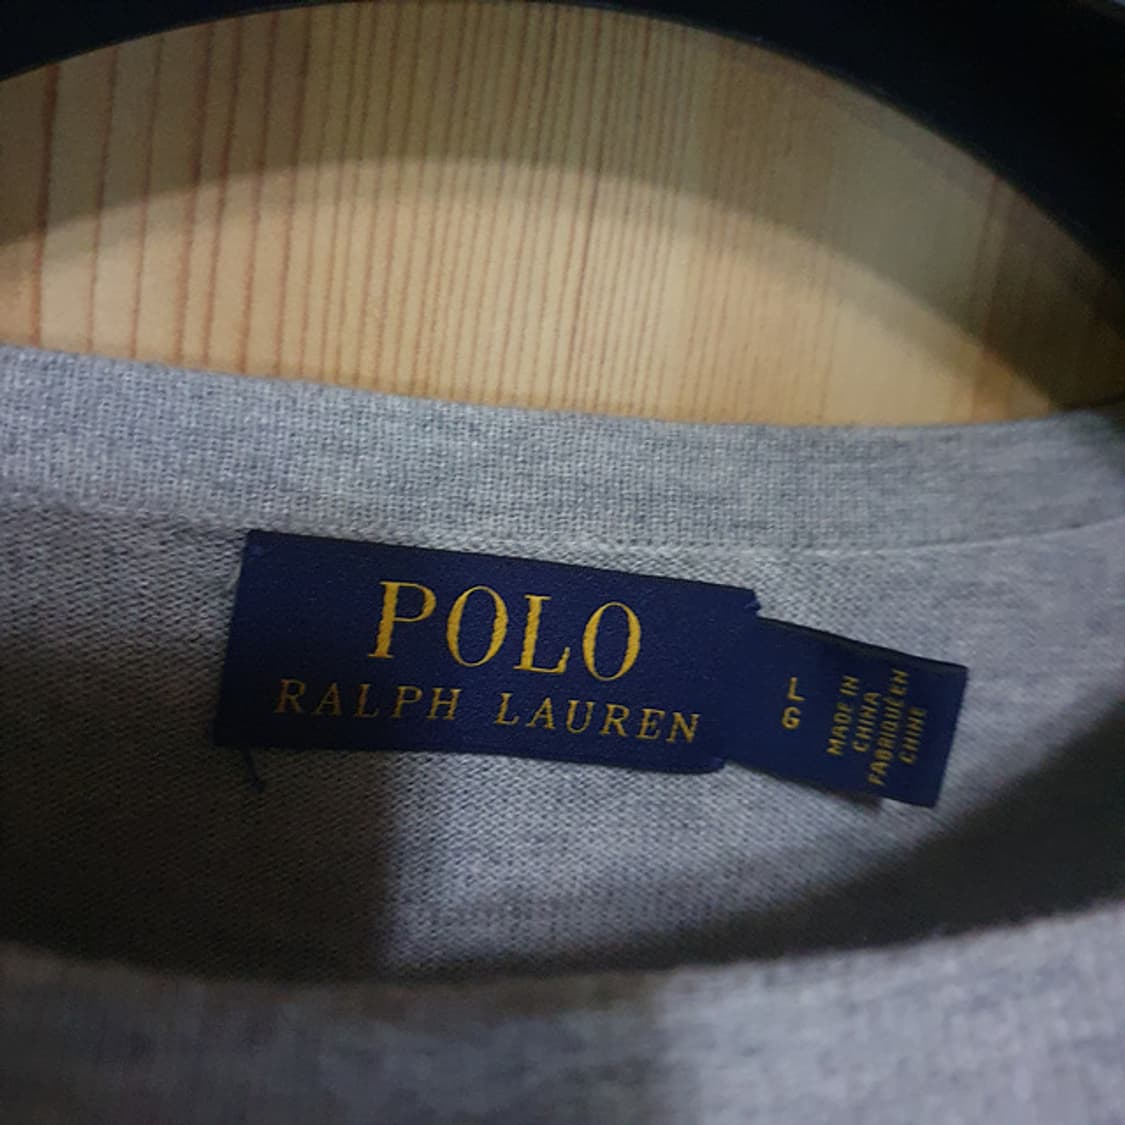 POLO
RALPH LAUREN
L
G
MADE IN
CHINA
FABRIQUÉ EN
CHINE